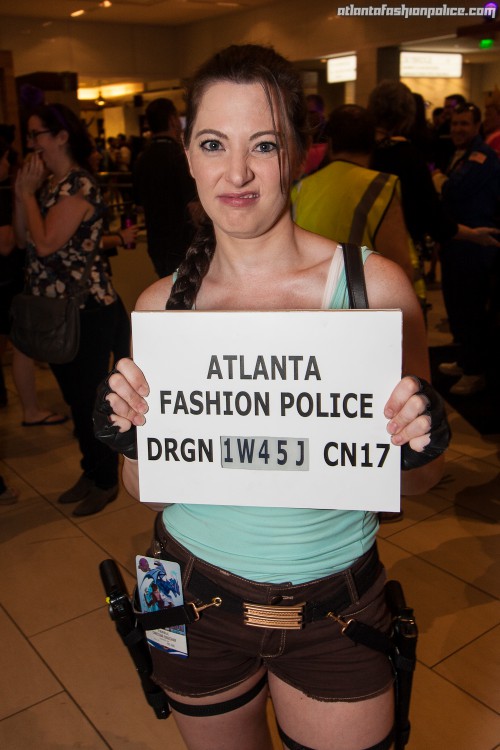 atlantafashionpolice.com
ATLANTA
FASHION POLICE
DRGN 1W45J CN17